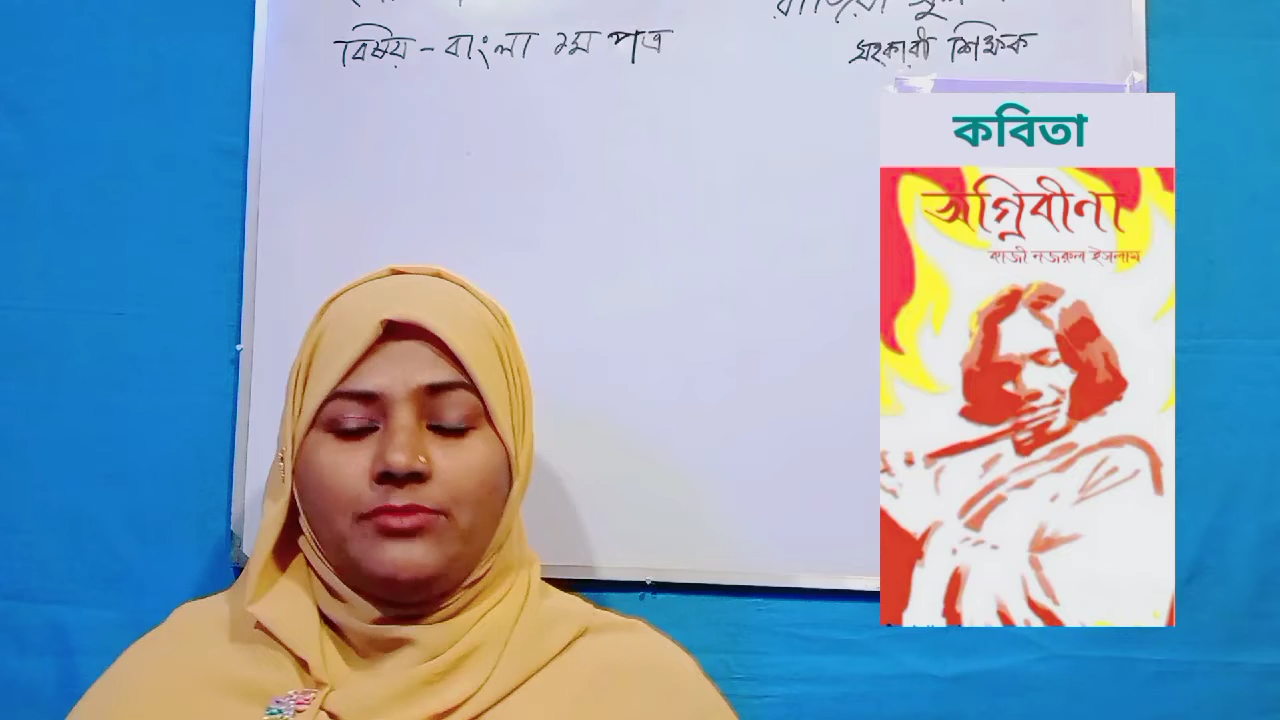 বিষয় - বাংলা ১ম পত্র
সহকারী শিক্ষক
কবিতা
অগ্নিবীনা
কাজী নজরুল ইসলাম